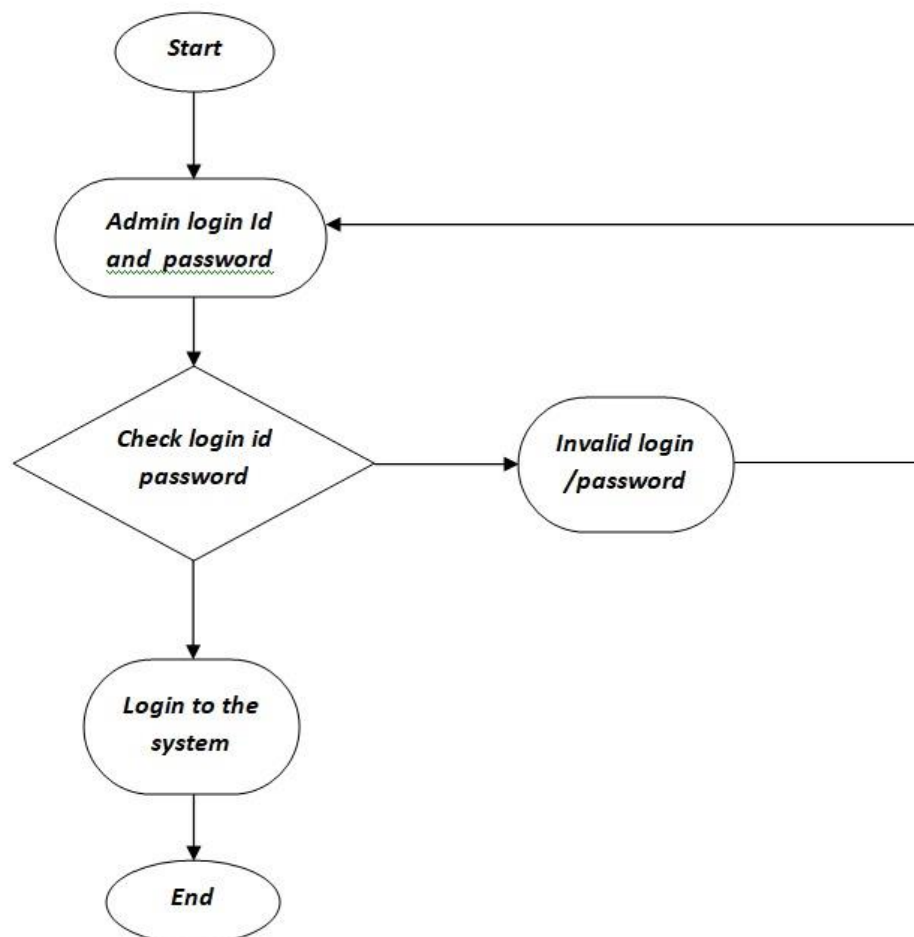 Start
Admin login Id
and  password
Check login id
password
Invalid login
/password
Login to the
system
End